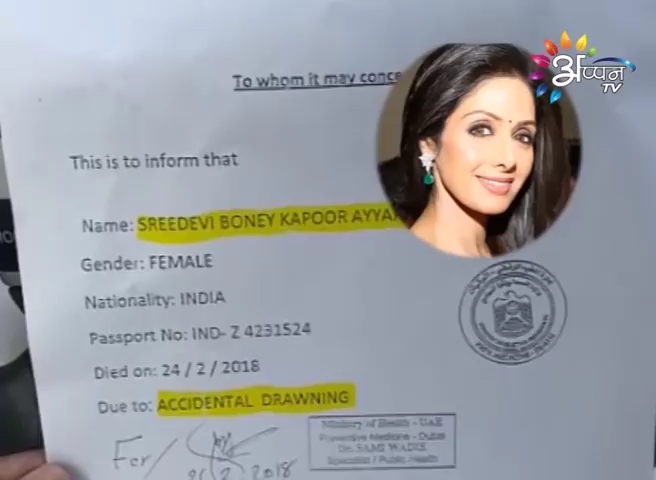 अप्पन
TV
To whom it may conce
This is to inform that
Name: SREEDEVI BONEY KAPOOR AYYA
Gender: FEMALE
Nationality: INDIA
Passport No: IND- Z 4231524
Died on: 24 / 2 / 2018
Due to: ACCIDENTAL DRAWNING
Ministry of Health - UAE
Preventive Medicine - Dubai
Dr. SAMI WADIE
Specialist / Public Health
For/
2018